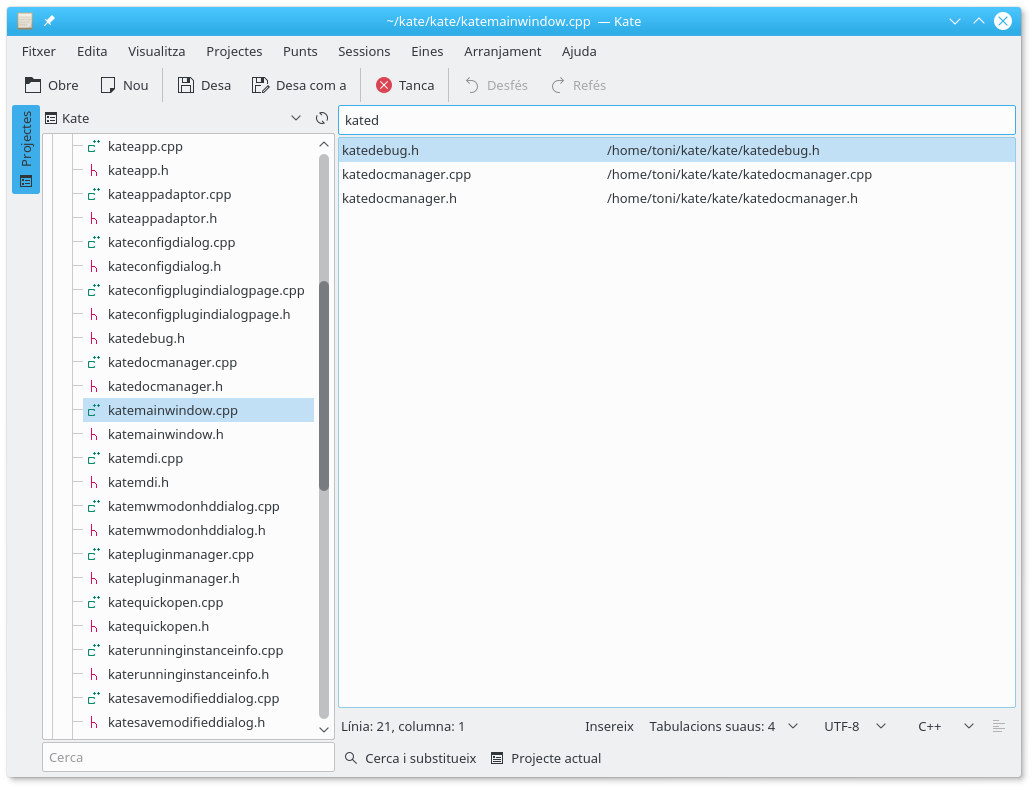 ~/kate/kate/katemainwindow.cpp — Kate
Fitxer Edita Visualitza Projectes Punts Sessions Eines Arranjament Ajuda
Obre Nou Desa Desa com a Tanca Desfés Refés
Projectes
Kate
kateapp.cpp
kateapp.h
kateappadaptor.cpp
kateappadaptor.h
kateconfigdialog.cpp
kateconfigdialog.h
kateconfigplugindialogpage.cpp
kateconfigplugindialogpage.h
katedebug.h
katedocmanager.cpp
katedocmanager.h
katemainwindow.cpp
katemainwindow.h
katemdi.cpp
katemdi.h
katemwmodonhddialog.cpp
katemwmodonhddialog.h
katepluginmanager.cpp
katepluginmanager.h
katequickopen.cpp
katequickopen.h
katerunninginstanceinfo.cpp
katerunninginstanceinfo.h
katesavemodifieddialog.cpp
katesavemodifieddialog.h
Cerca
kated
katedebug.h /home/toni/kate/kate/katedebug.h
katedocmanager.cpp /home/toni/kate/kate/katedocmanager.cpp
katedocmanager.h /home/toni/kate/kate/katedocmanager.h
Línia: 21, columna: 1 Insereix Tabulacions suaus: 4 UTF-8 C++
Cerca i substitueix Projecte actual